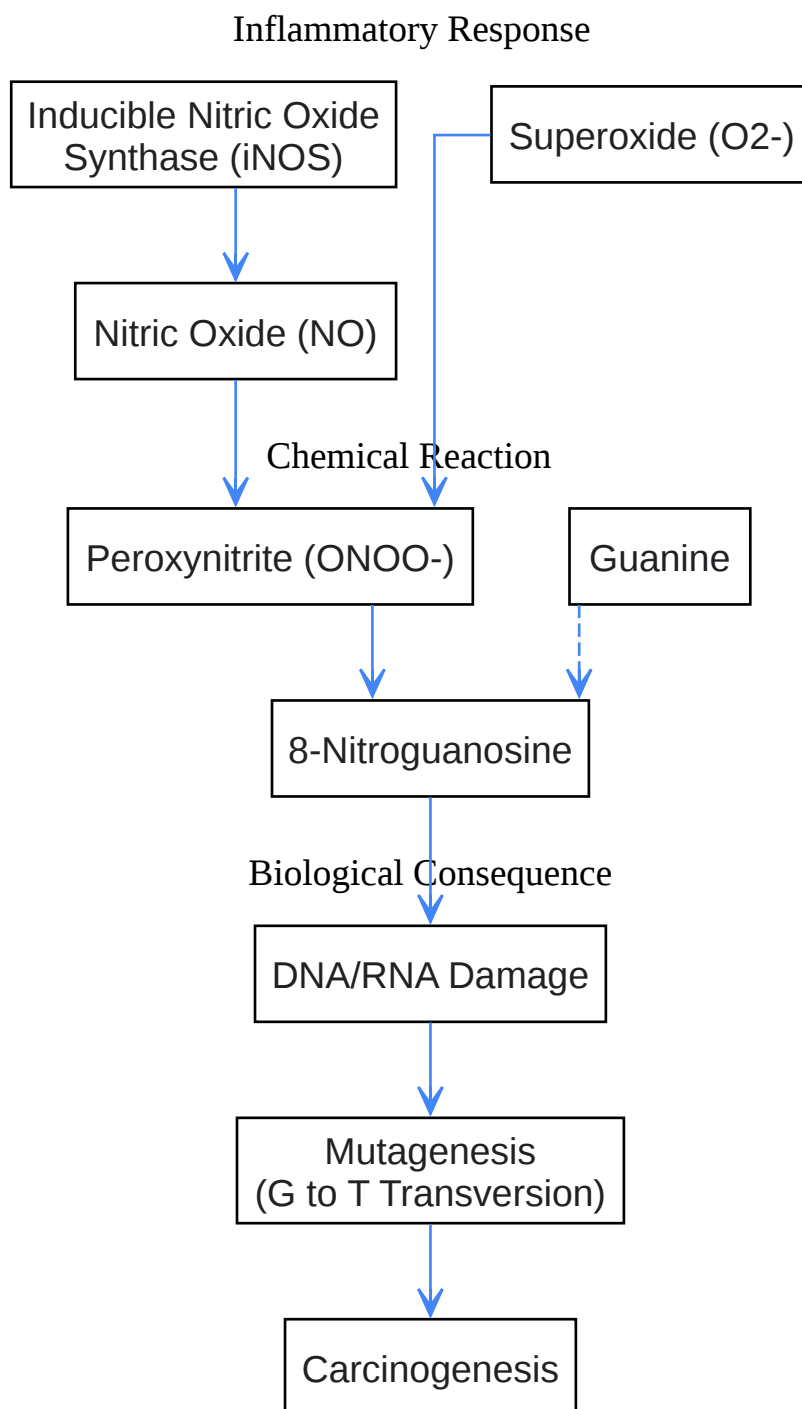 Inflammatory Response
Inducible Nitric Oxide
Synthase (iNOS)
Superoxide (O2-)
Nitric Oxide (NO)
Chemical Reaction
Peroxynitrite (ONOO-)
Guanine
8-Nitroguanosine
Biological Consequence
DNA/RNA Damage
Mutagenesis
(G to T Transversion)
Carcinogenesis